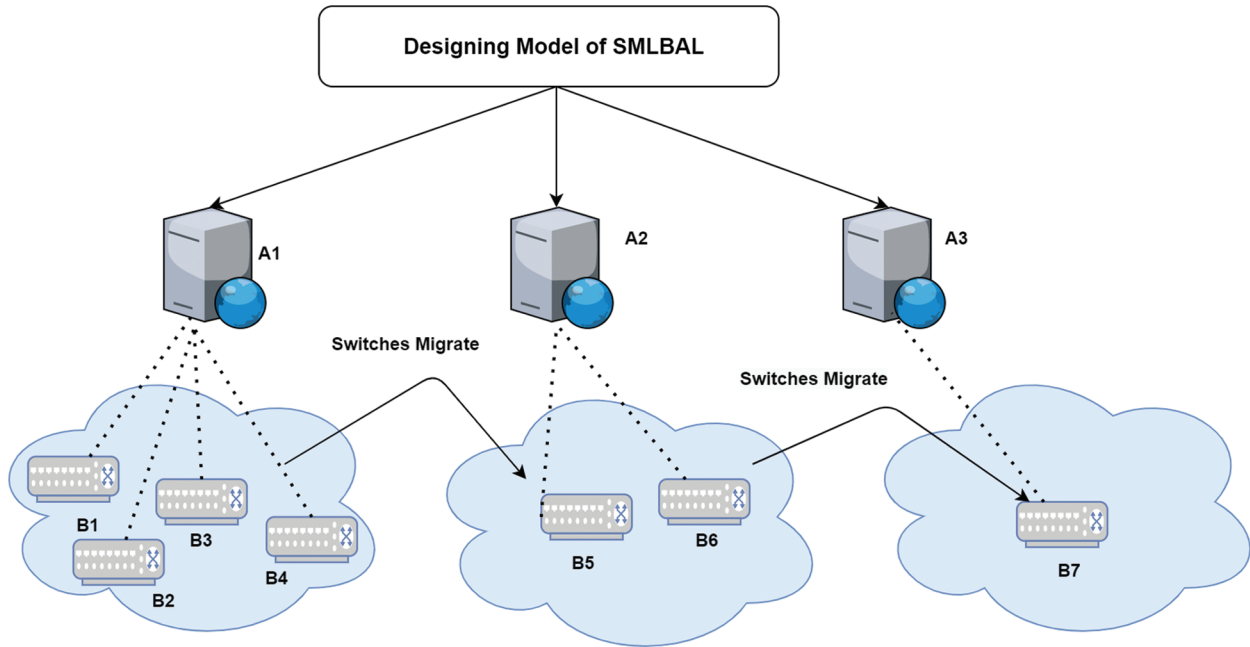 Designing Model of SMLBAL
A1
A2
A3
Switches Migrate
Switches Migrate
B1
B2
B3
B4
B5
B6
B7